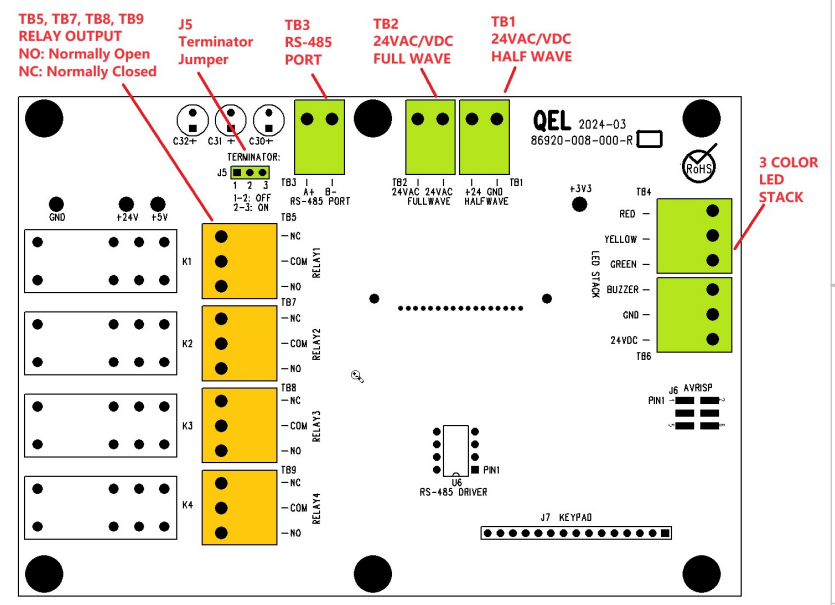 TB5, TB7, TB8, TB9
RELAY OUTPUT
NO: Normally Open
NC: Normally Closed
J5
Terminator
Jumper
TB3
RS-485
PORT
TB2
24VAC/VDC
FULL WAVE
TB1
24VAC/VDC
HALF WAVE
C32+
C31 +
C30+
TERMINATOR:
J5
1 2 3
1-2: OFF
2-3: ON
TB3
A+ B-
RS-485 PORT
TB2
24VAC 24VAC
FULLWAVE
+24 GND
HALFWAVE
TB1
QEL 2024-03
86920-008-000-R
RoHS
3 COLOR
LED
STACK
GND
+24V
+5V
+3V3
TB4
RED
YELLOW
GREEN
BUZZER
GND
24VDC
TB6
LED STACK
K1
TB5
NC
COM
NO
RELAY1
K2
TB7
NC
COM
NO
RELAY2
K3
TB8
NC
COM
NO
RELAY3
K4
TB9
NC
COM
NO
RELAY4
J6 AVRISP
PIN1
PIN1
U6
RS-485 DRIVER
J7 KEYPAD